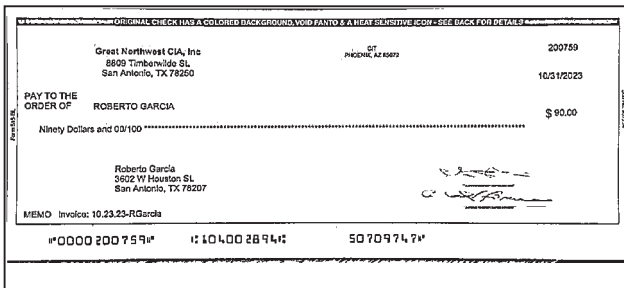 ORIGINAL CHECK HAS A COLORED BACKGROUND, VOID PANTO & A HEAT SENSITIVE ICON - SEE BACK FOR DETAILS
Great Northwest CIA, Inc
8809 Timberwilde St.
San Antonio, TX 78250
CIT
PHOENIX, AZ 85072
200759
10/31/2023
PAY TO THE
ORDER OF ROBERTO GARCIA
$ 90.00
Ninety Dollars and 00/100 ****************
Roberto Garcia
3602 W Houston St.
San Antonio, TX 78207
MEMO Invoice: 10.23.23-RGarcia
⑈0000200759⑈ ⑆104002894⑆ 50709747⑈